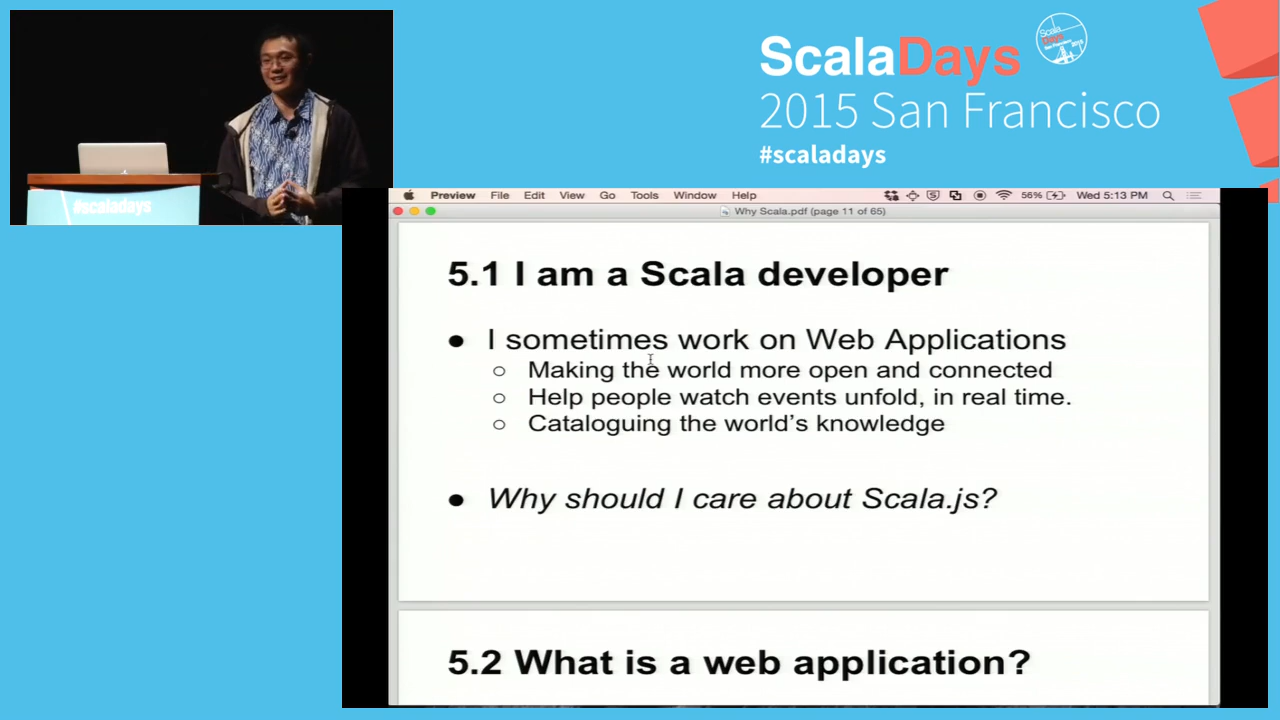 ScalaDays
2015 San Francisco
#scaladays
#scaladays
Preview File Edit View Go Tools Window Help 56% Wed 5:13 PM
Why Scala.pdf (page 11 of 65)
5.1 I am a Scala developer
● I sometimes work on Web Applications
○ Making the world more open and connected
○ Help people watch events unfold, in real time.
○ Cataloguing the world's knowledge
● Why should I care about Scala.js?
5.2 What is a web application?